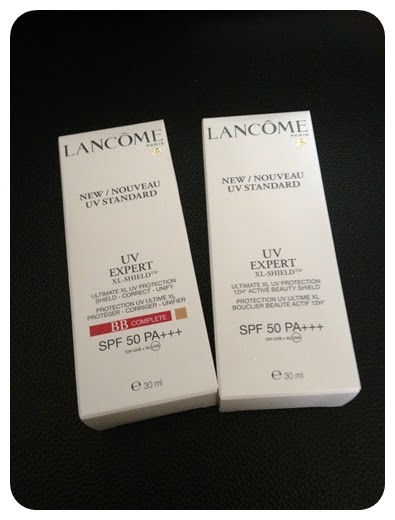 LANCÔME
PARIS
NEW / NOUVEAU
UV STANDARD
UV
EXPERT
XL-SHIELD™
ULTIMATE XL UV PROTECTION
SHIELD - CORRECT - UNIFY
PROTECTION UV ULTIME XL
PROTÉGER - CORRIGER - UNIFIER
BB COMPLETE
SPF 50 PA+++
℮ 30 ml
LANCÔME
PARIS
NEW / NOUVEAU
UV STANDARD
UV
EXPERT
XL-SHIELD™
ULTIMATE XL UV PROTECTION
12H* ACTIVE BEAUTY SHIELD
PROTECTION UV ULTIME XL
BOUCLIER BEAUTÉ ACTIF 12H*
SPF 50 PA+++
℮ 30 ml